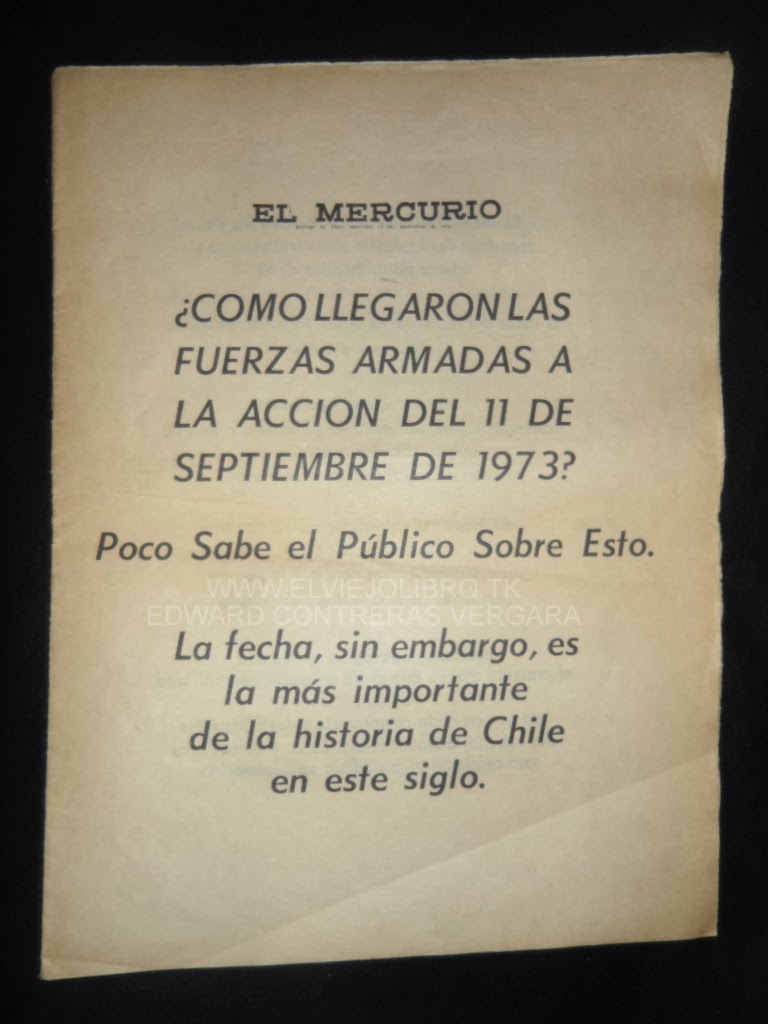 EL MERCURIO
¿COMO LLEGARON LAS
FUERZAS ARMADAS A
LA ACCION DEL 11 DE
SEPTIEMBRE DE 1973?
Poco Sabe el Público Sobre Esto.
WWW.ELVIEJOLIBRO.TK
EDWARD CONTRERAS VERGARA
La fecha, sin embargo, es
la más importante
de la historia de Chile
en este siglo.